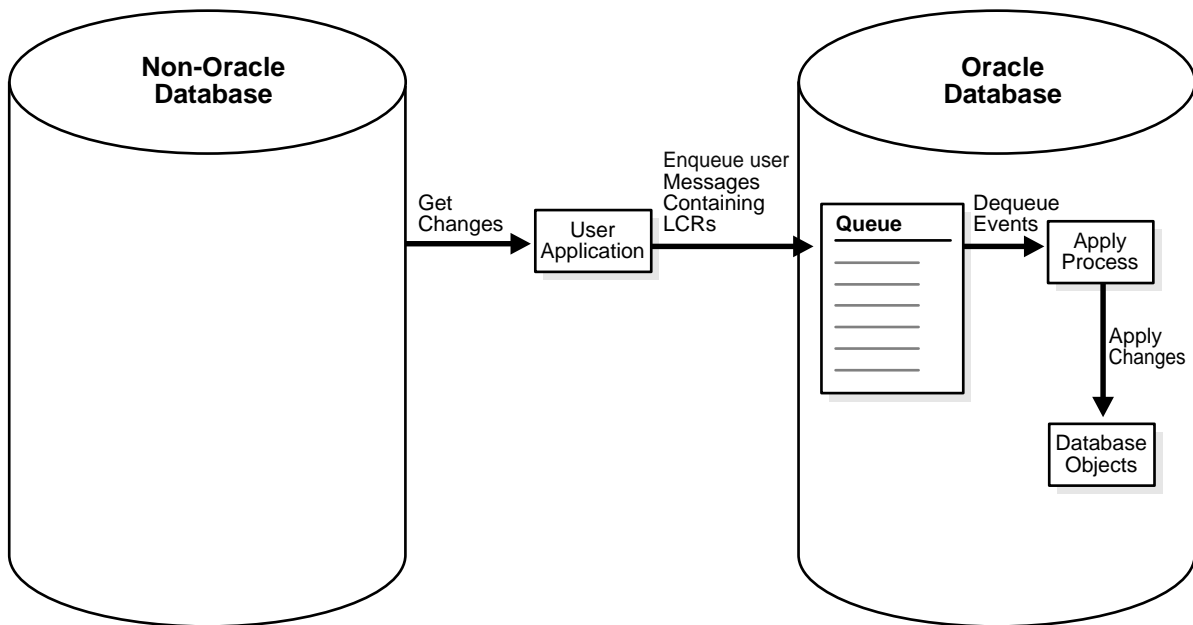 Non-Oracle
Database
Oracle
Database
Get
Changes
User
Application
Enqueue user
Messages
Containing
LCRs
Queue
Dequeue
Events
Apply
Process
Apply
Changes
Database
Objects